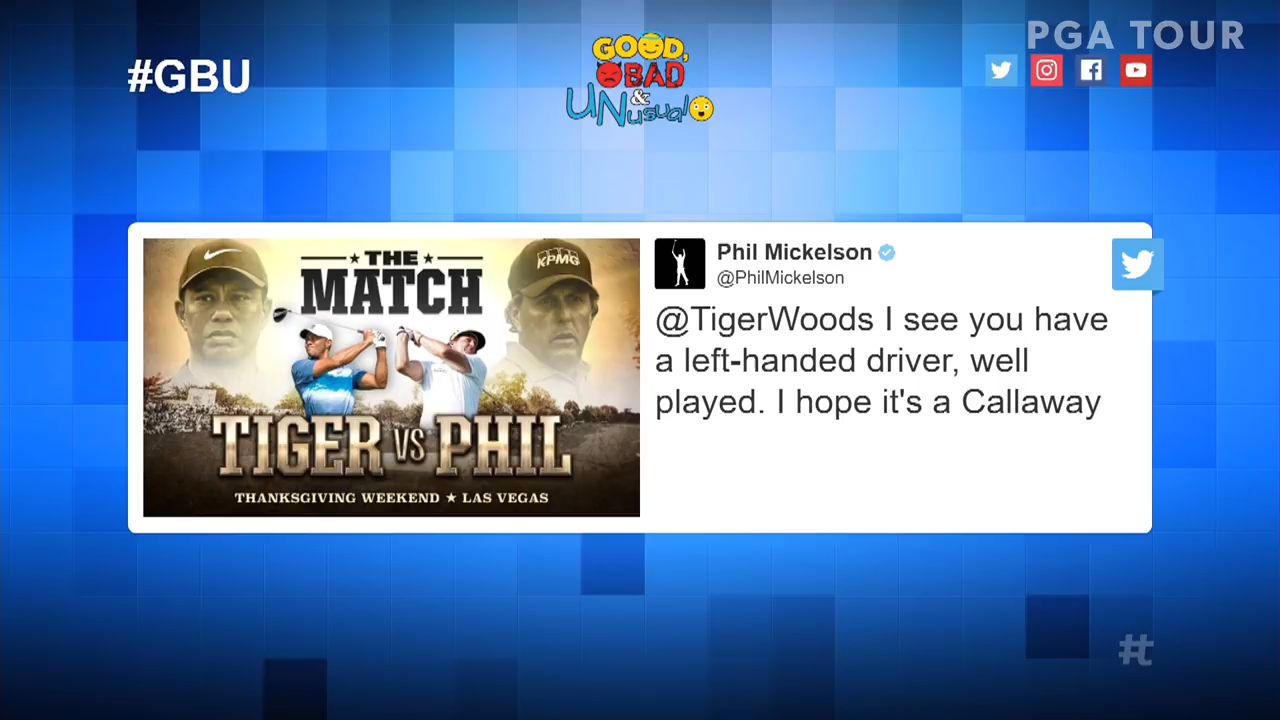 PGA TOUR
#GBU
GOOD,
BAD
&
UNusual
THE
MATCH
KPMG
TIGER VS PHIL
THANKSGIVING WEEKEND ★ LAS VEGAS
Phil Mickelson
@PhilMickelson
@TigerWoods I see you have
a left-handed driver, well
played. I hope it's a Callaway